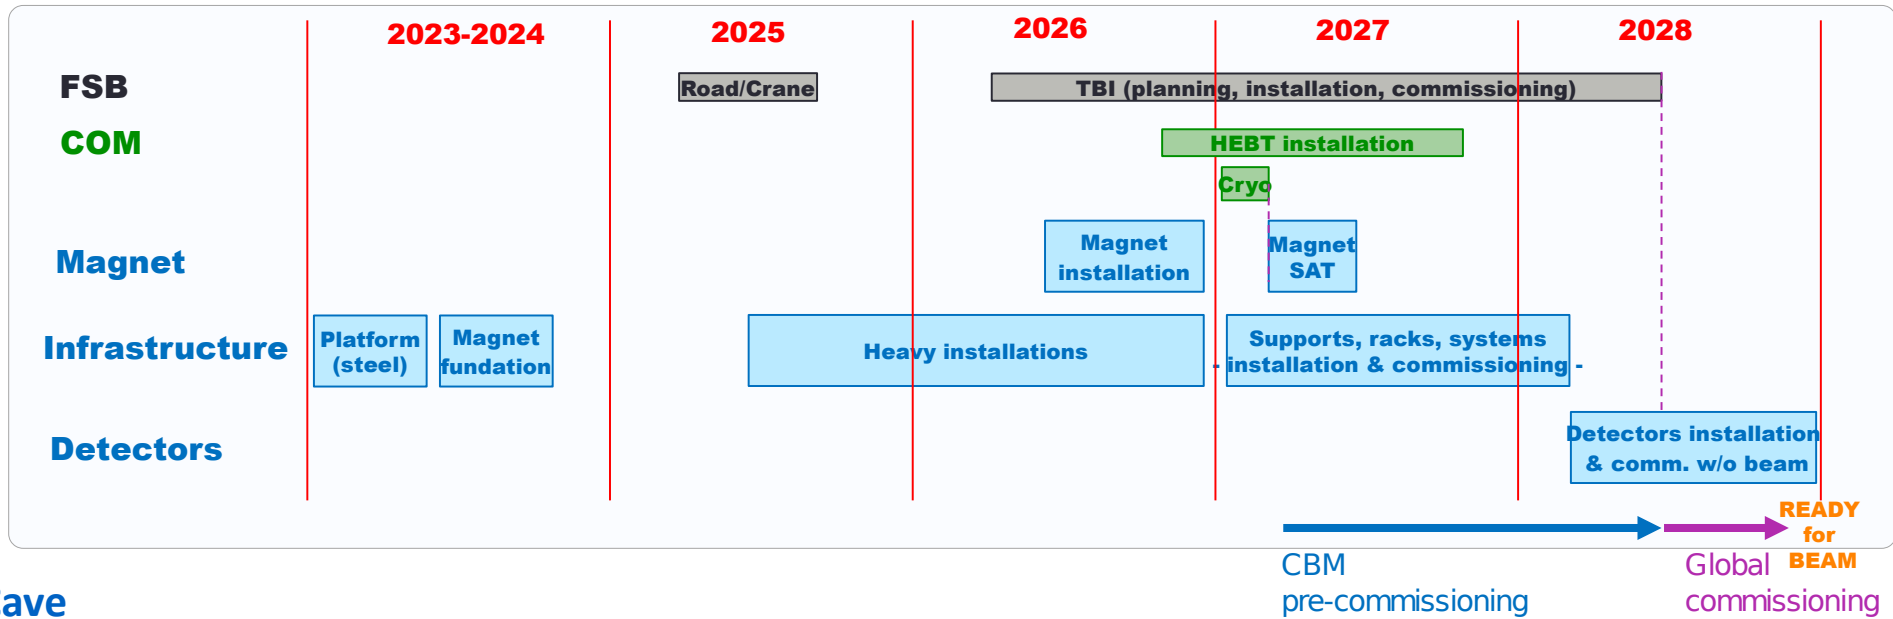 2023-2024
2025
2026
2027
2028
FSB
Road/Crane
TBI (planning, installation, commissioning)
COM
HEBT installation
Cryo
Magnet
Magnet
installation
Magnet
SAT
Infrastructure
Platform
(steel)
Magnet
fundation
Heavy installations
Supports, racks, systems
- installation & commissioning -
Detectors
Detectors installation
& comm. w/o beam
READY
for
BEAM
CBM
pre-commissioning
Global
commissioning